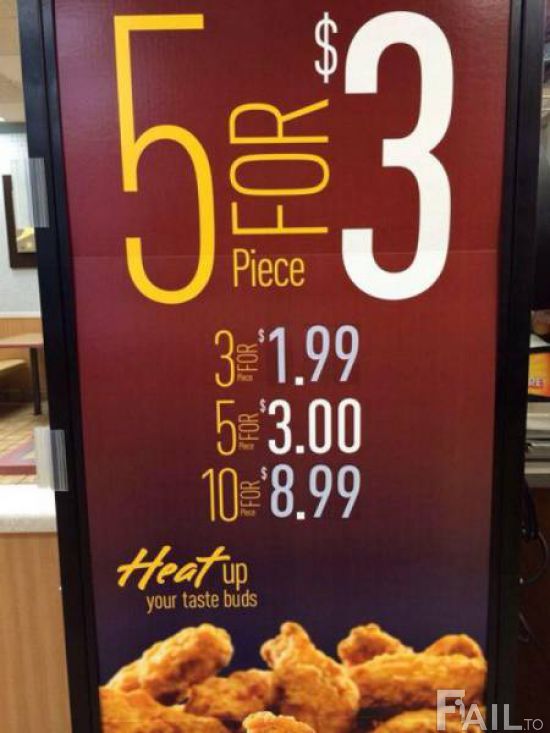 5 Piece FOR $3
3 Piece FOR $1.99
5 Piece FOR $3.00
10 Piece FOR $8.99
Heat up
your taste buds
FAIL.TO